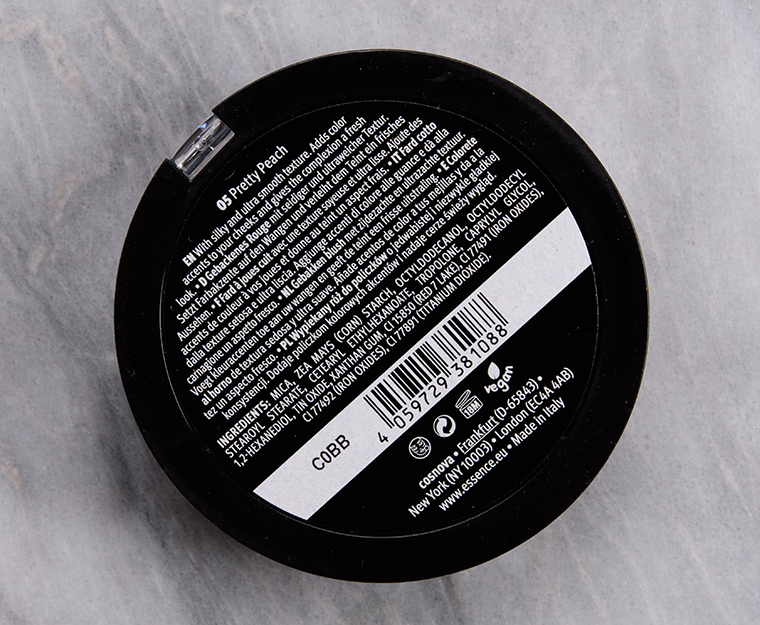 05 Pretty Peach
EN With silky and ultra smooth texture. Adds color
accents to your cheeks and gives the complexion a fresh
look. • D Gebackenes Rouge mit seidiger und ultraweicher Textur.
Setzt Farbakzente auf den Wangen und verleiht dem Teint ein frisches
Aussehen. • F Fard à joues cuit avec une texture soyeuse & ultra lisse. Ajoute des
accents de couleur à vos joues et donne au teint un aspect frais. • IT Fard cotto
dalla texture setosa e ultra liscia. Aggiunge accenti di colore alle guance e dà alla
carnagione un aspetto fresco. • NL Gebakken blush met zijdezachte en ultrazachte textuur.
Voegt kleuraccenten toe aan uw wangen en geeft de teint een frisse uitstraling. • E Colorete
al horno de textura sedosa y ultra suave. Añade acentos de color a tus mejillas y da a la
tez un aspecto fresco. • PL Wypiekany róż do policzków o jedwabistej i niezwykle gładkiej
konsystencji. Dodaje policzkom kolorowych akcentów i nadaje cerze świeży wygląd.
INGREDIENTS: MICA, ZEA MAYS (CORN) STARCH, OCTYLDODECANOL, OCTYLDODECYL
STEAROYL STEARATE, CETEARYL ETHYLHEXANOATE, TROPOLONE, CAPRYLYL GLYCOL,
1,2-HEXANEDIOL, TIN OXIDE, XANTHAN GUM, CI 15850 (RED 7 LAKE), CI 77491 (IRON OXIDES),
CI 77492 (IRON OXIDES), CI 77891 (TITANIUM DIOXIDE).
C0BB
4 059729 381088
18M
vegan
cosnova • Frankfurt (D-65843) •
New York (NY 10003) • London (EC4A 4AB)
www.essence.eu • Made in Italy